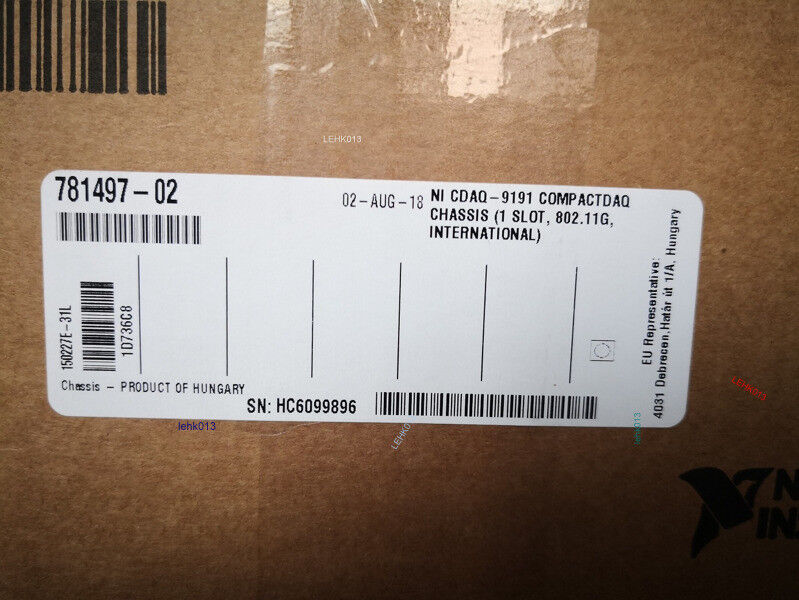 LEHK013
781497-02
02-AUG-18
NI CDAQ-9191 COMPACTDAQ
CHASSIS (1 SLOT, 802.11G,
INTERNATIONAL)
150227E-31L
1D736C8
Chassis - PRODUCT OF HUNGARY
SN: HC6099896
EU Representative:
4031 Debrecen,Határ út 1/A, Hungary
lehk013
LEHK0
lehk013
LEHK013
N
IN